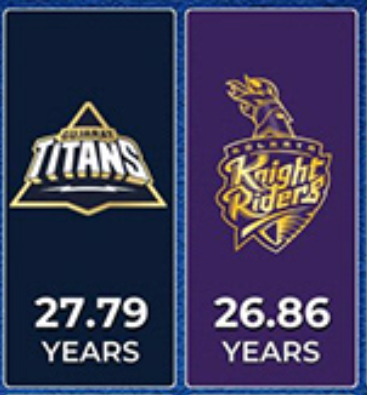 GUJARAT
TITANS
27.79
YEARS
KOLKATA
Knight
Riders
26.86
YEARS